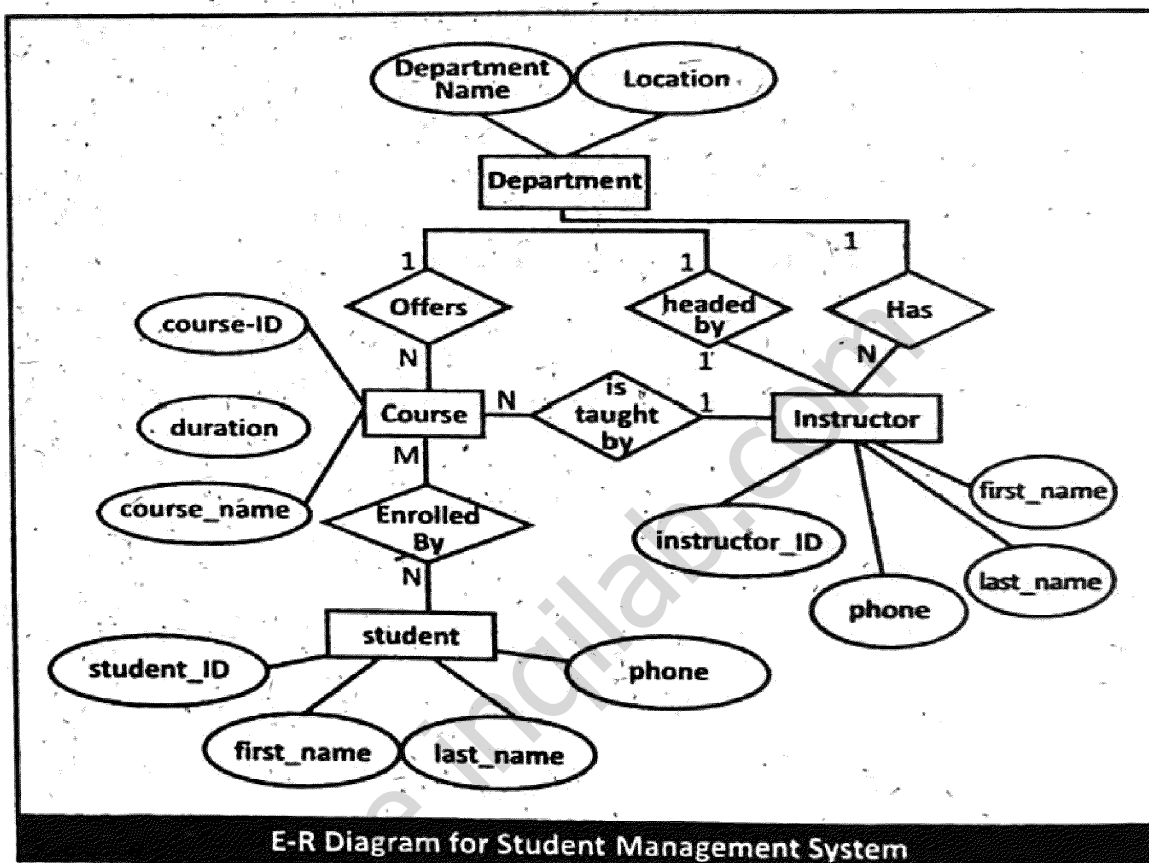 Department
Name
Location
Department
1
1
1
Offers
headed
by
Has
course-ID
N
1
N
duration
Course
N
is
taught
by
1
Instructor
M
course_name
Enrolled
By
first_name
instructor_ID
N
last_name
phone
student
student_ID
phone
first_name
last_name
E-R Diagram for Student Management System